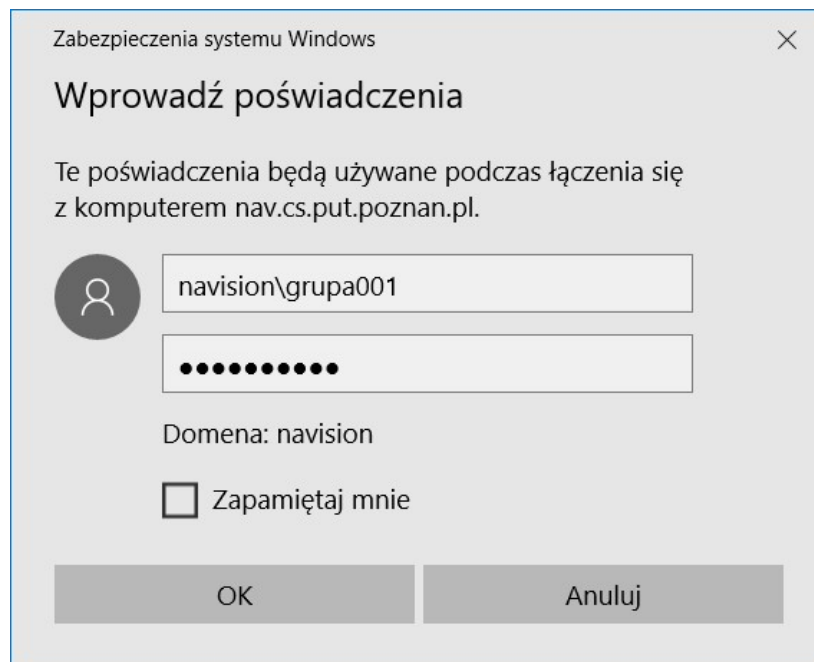 Zabezpieczenia systemu Windows
Wprowadź poświadczenia
Te poświadczenia będą używane podczas łączenia się
z komputerem nav.cs.put.poznan.pl.
navision\grupa001
●●●●●●●●●●
Domena: navision
Zapamiętaj mnie
OK
Anuluj